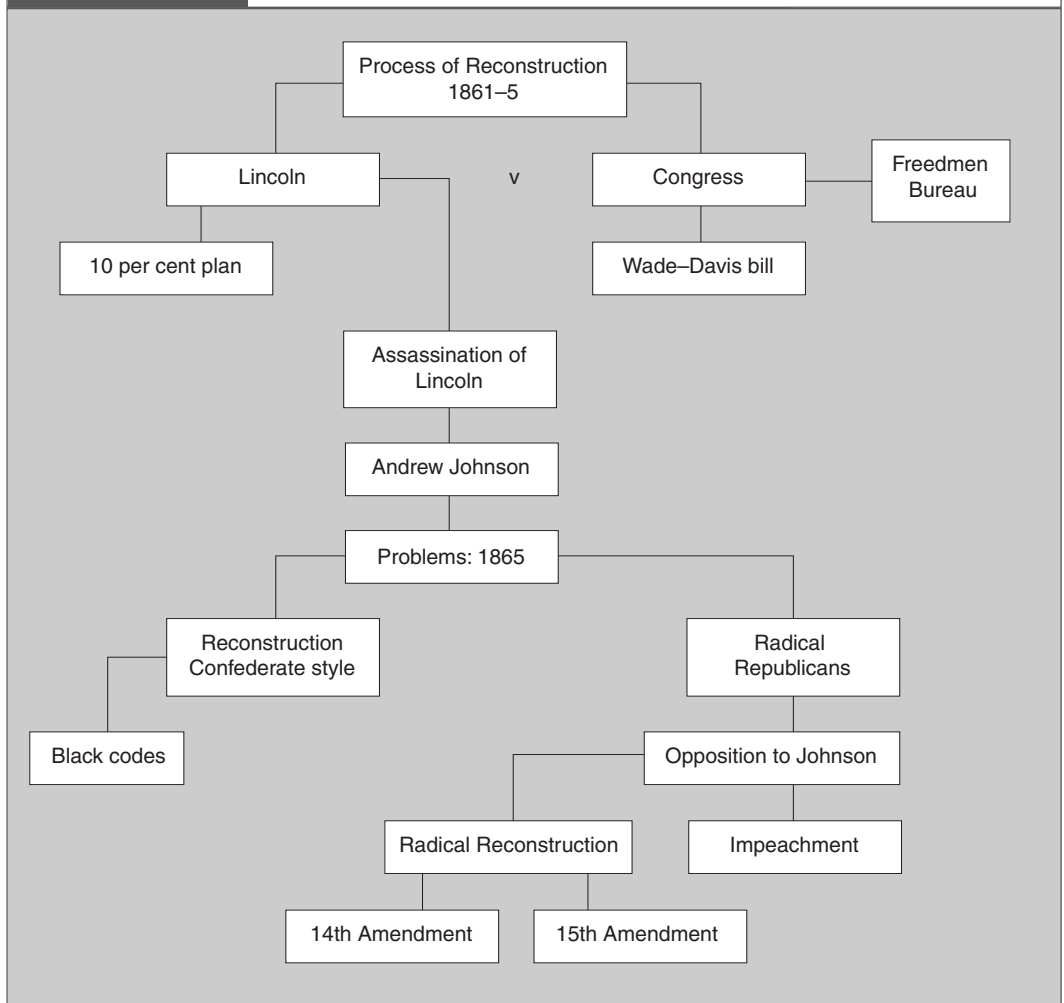 Process of Reconstruction
1861–5
Lincoln
v
Congress
Freedmen
Bureau
10 per cent plan
Wade–Davis bill
Assassination of
Lincoln
Andrew Johnson
Problems: 1865
Reconstruction
Confederate style
Radical
Republicans
Black codes
Opposition to Johnson
Radical Reconstruction
Impeachment
14th Amendment
15th Amendment